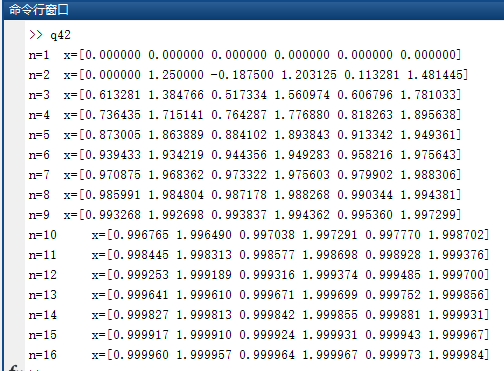 命令行窗口
>> q42
n=1 x=[0.000000 0.000000 0.000000 0.000000 0.000000 0.000000]
n=2 x=[0.000000 1.250000 -0.187500 1.203125 0.113281 1.481445]
n=3 x=[0.613281 1.384766 0.517334 1.560974 0.606796 1.781033]
n=4 x=[0.736435 1.715141 0.764287 1.776880 0.818263 1.895638]
n=5 x=[0.873005 1.863889 0.884102 1.893843 0.913342 1.949361]
n=6 x=[0.939433 1.934219 0.944356 1.949283 0.958216 1.975643]
n=7 x=[0.970875 1.968362 0.973322 1.975603 0.979902 1.988306]
n=8 x=[0.985991 1.984804 0.987178 1.988268 0.990344 1.994381]
n=9 x=[0.993268 1.992698 0.993837 1.994362 0.995360 1.997299]
n=10 x=[0.996765 1.996490 0.997038 1.997291 0.997770 1.998702]
n=11 x=[0.998445 1.998313 0.998577 1.998698 0.998928 1.999376]
n=12 x=[0.999253 1.999189 0.999316 1.999374 0.999485 1.999700]
n=13 x=[0.999641 1.999610 0.999671 1.999699 0.999752 1.999856]
n=14 x=[0.999827 1.999813 0.999842 1.999855 0.999881 1.999931]
n=15 x=[0.999917 1.999910 0.999924 1.999931 0.999943 1.999967]
n=16 x=[0.999960 1.999957 0.999964 1.999967 0.999973 1.999984]